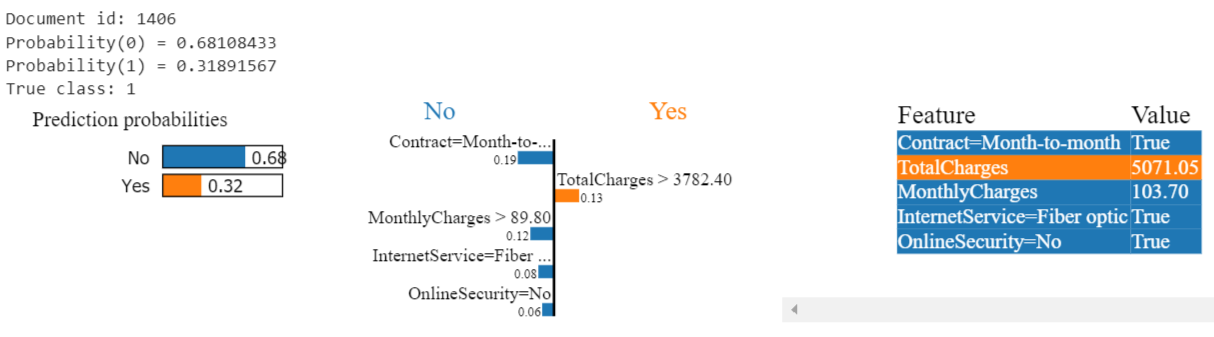 Document id: 1406
Probability(0) = 0.68108433
Probability(1) = 0.31891567
True class: 1
Prediction probabilities
No 0.68
Yes 0.32
No Yes
Contract=Month-to-...
0.19
TotalCharges > 3782.40
0.13
MonthlyCharges > 89.80
0.12
InternetService=Fiber ...
0.08
OnlineSecurity=No
0.06
Feature Value
Contract=Month-to-month True
TotalCharges 5071.05
MonthlyCharges 103.70
InternetService=Fiber optic True
OnlineSecurity=No True